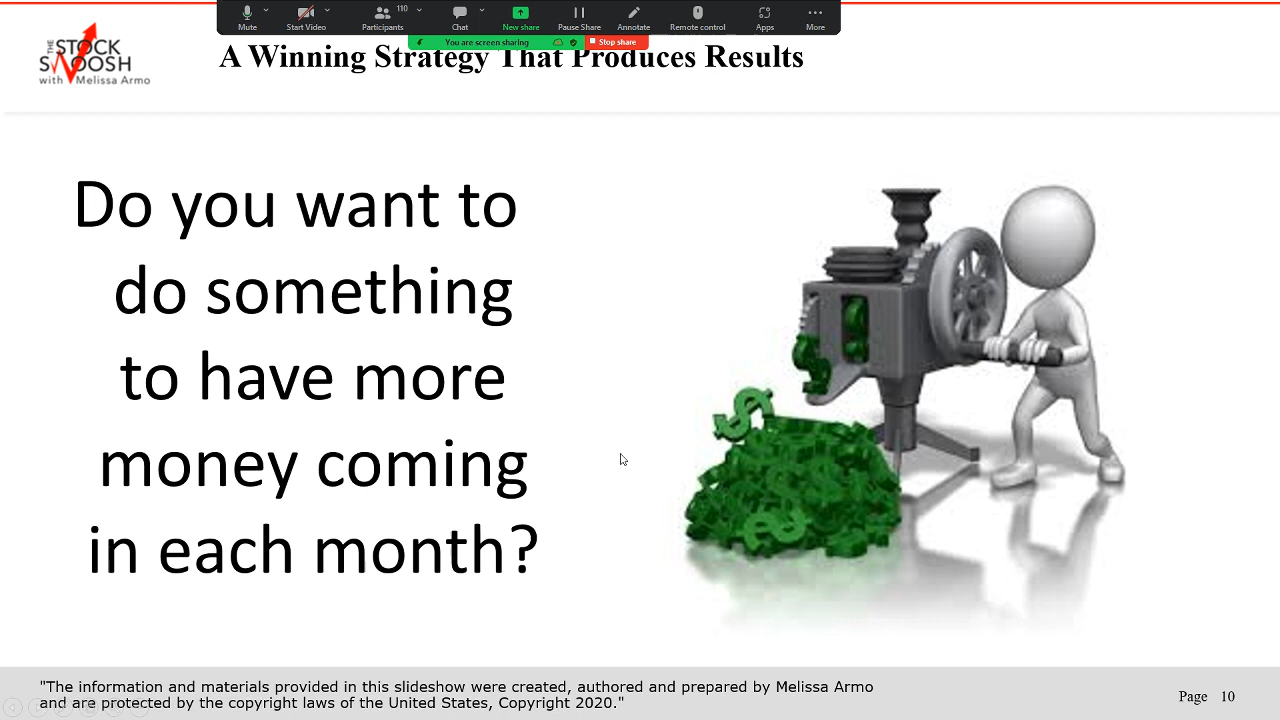 Mute
Start Video
Participants
110
Chat
New share
Pause Share
Annotate
Remote control
Apps
More
You are screen sharing
Stop share
THE
STOCK
SWOOSH
with Melissa Armo
A Winning Strategy That Produces Results
Do you want to
do something
to have more
money coming
in each month?
"The information and materials provided in this slideshow were created, authored and prepared by Melissa Armo
and are protected by the copyright laws of the United States, Copyright 2020."
Page 10